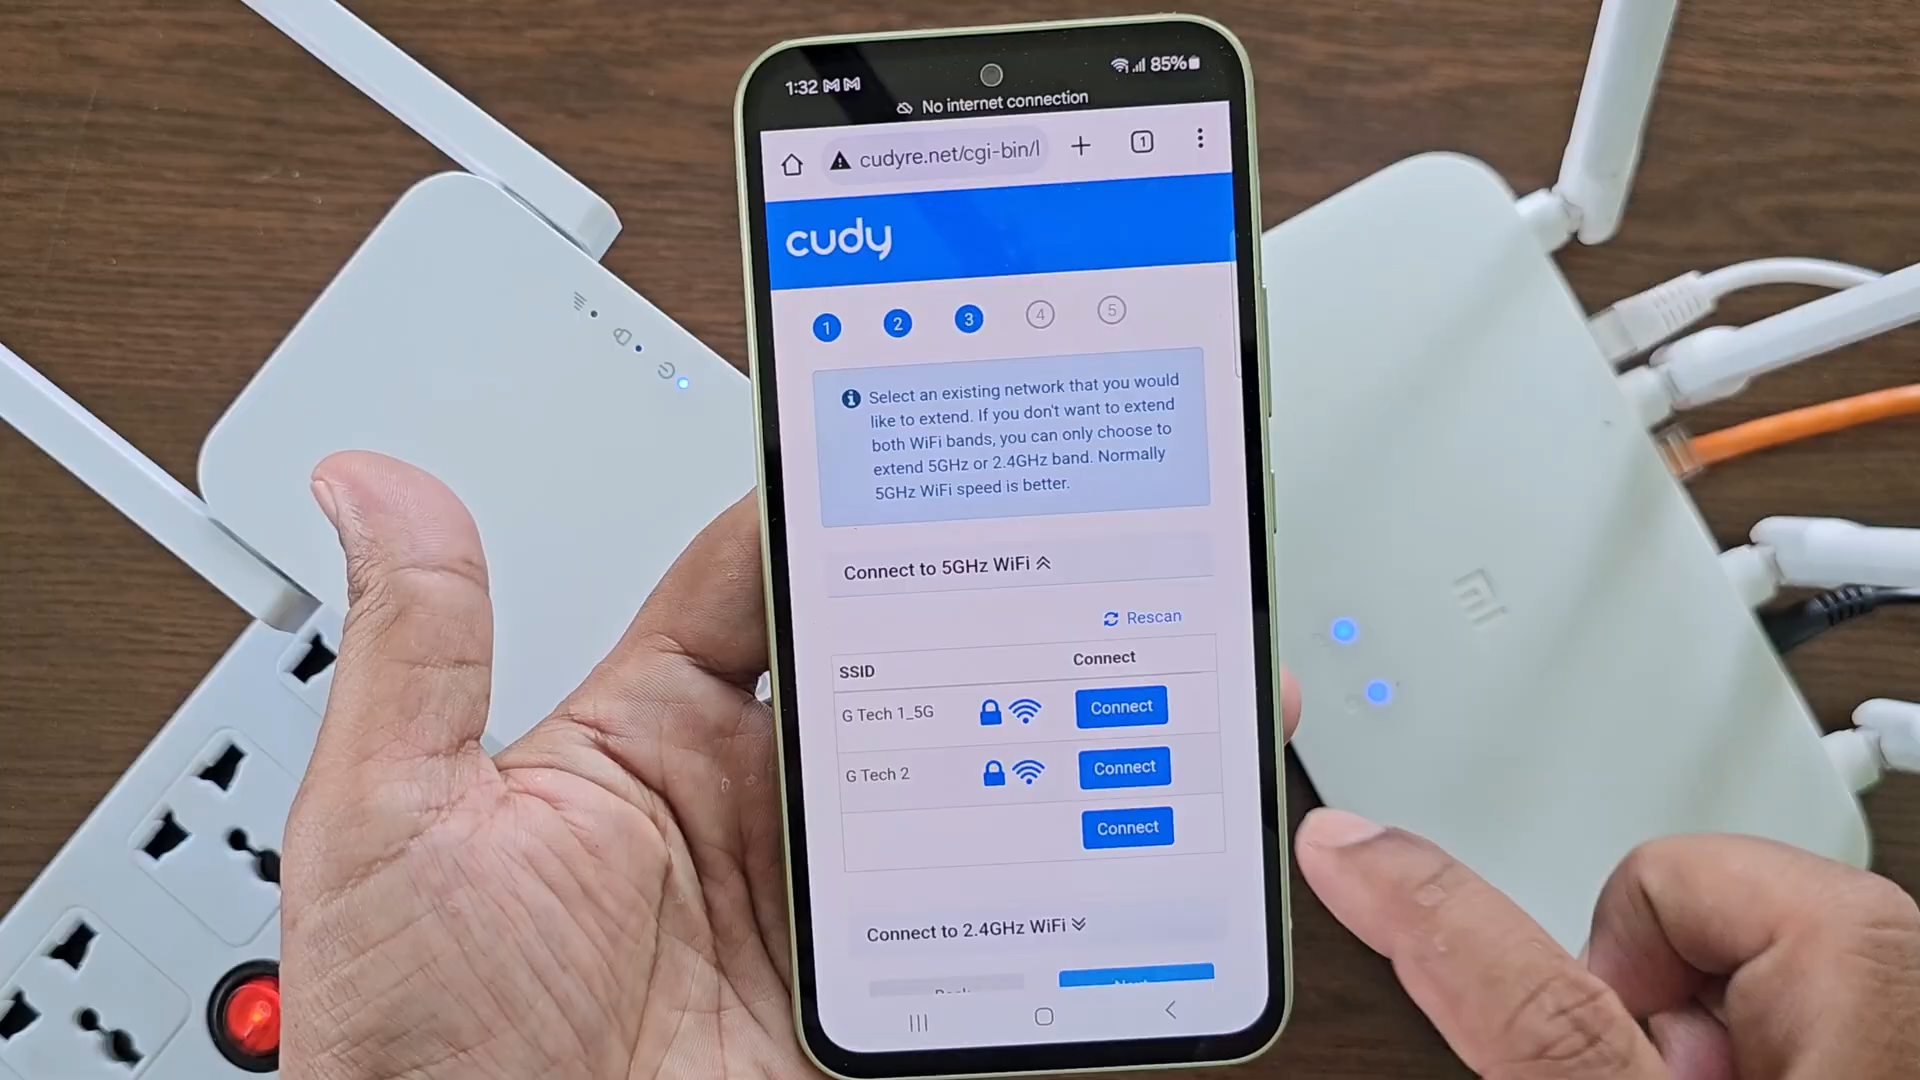 1:32
85%
No internet connection
cudyre.net/cgi-bin/l
1
cudy
1 2 3 4 5
Select an existing network that you would
like to extend. If you don't want to extend
both WiFi bands, you can only choose to
extend 5GHz or 2.4GHz band. Normally
5GHz WiFi speed is better.
Connect to 5GHz WiFi
Rescan
SSID Connect
G Tech 1_5G Connect
G Tech 2 Connect
Connect
Connect to 2.4GHz WiFi
Back Next